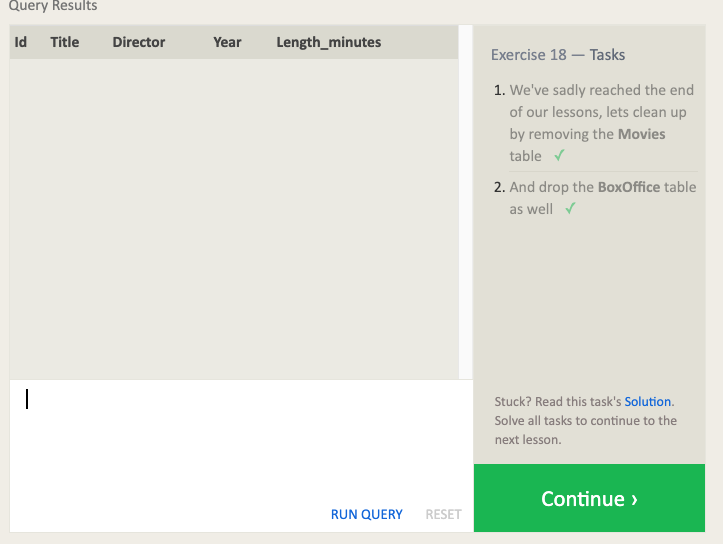 Query Results
Id Title Director Year Length_minutes
Exercise 18 — Tasks
1. We've sadly reached the end
of our lessons, lets clean up
by removing the Movies
table ✓
2. And drop the BoxOffice table
as well ✓
Stuck? Read this task's Solution.
Solve all tasks to continue to the
next lesson.
RUN QUERY RESET
Continue ›